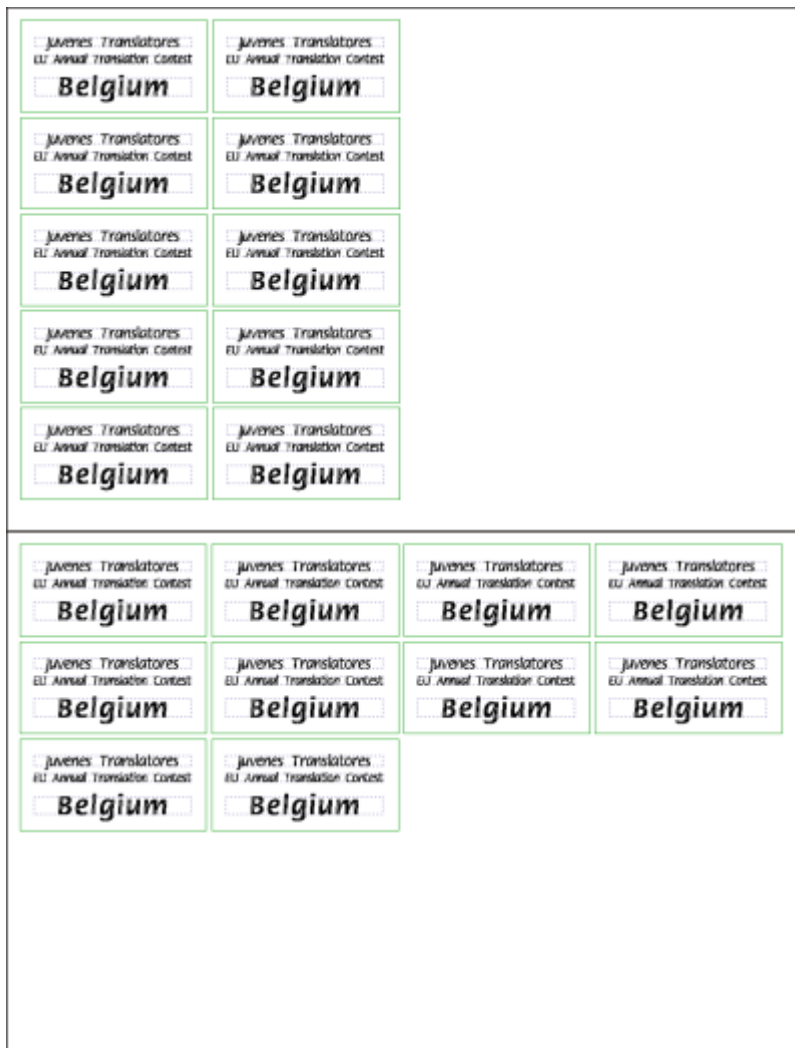 Juvenes Translatores Juvenes Translatores
EU Annual Translation Contest EU Annual Translation Contest
Belgium Belgium
Juvenes Translatores Juvenes Translatores
EU Annual Translation Contest EU Annual Translation Contest
Belgium Belgium
Juvenes Translatores Juvenes Translatores
EU Annual Translation Contest EU Annual Translation Contest
Belgium Belgium
Juvenes Translatores Juvenes Translatores
EU Annual Translation Contest EU Annual Translation Contest
Belgium Belgium
Juvenes Translatores Juvenes Translatores
EU Annual Translation Contest EU Annual Translation Contest
Belgium Belgium
Juvenes Translatores Juvenes Translatores Juvenes Translatores Juvenes Translatores
EU Annual Translation Contest EU Annual Translation Contest EU Annual Translation Contest EU Annual Translation Contest
Belgium Belgium Belgium Belgium
Juvenes Translatores Juvenes Translatores Juvenes Translatores Juvenes Translatores
EU Annual Translation Contest EU Annual Translation Contest EU Annual Translation Contest EU Annual Translation Contest
Belgium Belgium Belgium Belgium
Juvenes Translatores Juvenes Translatores
EU Annual Translation Contest EU Annual Translation Contest
Belgium Belgium